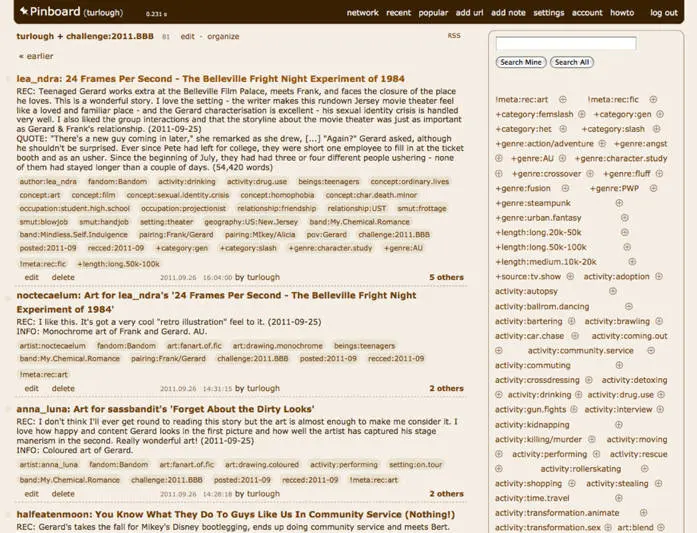 Pinboard (turlough) 0.231 s network recent popular add url add note settings account howto log out
turlough + challenge:2011.BBB 81 edit · organize RSS
« earlier
lea_ndra: 24 Frames Per Second - The Belleville Fright Night Experiment of 1984
REC: Teenaged Gerard works extra at the Belleville Film Palace, meets Frank, and faces the closure of the place
he loves. This is a wonderful story. I love the setting - the writer makes this rundown Jersey movie theater feel
like a loved and familiar place - and the Gerard characterisation is excellent - his sexual identity crisis is handled
very well. I also liked the group interactions and that the storyline about the movie theater was just as important
as Gerard & Frank's relationship. (2011-09-25)
QUOTE: "There's a new guy coming in later," she remarked as she drew, [...] "Again?" Gerard asked, although
he shouldn't be surprised. Ever since Pete had left for college, they were short one employee to fill in at the ticket
booth and as an usher. Since the beginning of July, they had had three or four different people ushering - none
of them had stayed longer than a couple of days. (54,420 words)
author:lea_ndra fandom:Bandom activity:drinking activity:drug.use beings:teenagers concept:ordinary.lives
concept:art concept:film concept:sexual.identity.crisis concept:homophobia concept:char.death.minor
occupation:student.high.school occupation:projectionist relationship:friendship relationship:UST smut:frottage
smut:blowjob smut:handjob setting:theater geography:US:New.Jersey band:My.Chemical.Romance
band:Mindless.Self.Indulgence pairing:Frank/Gerard pairing:MIkey/Alicia pov:Gerard challenge:2011.BBB
posted:2011-09 recced:2011-09 +category:gen +category:slash +genre:character.study +genre:AU
!meta:rec:fic +length:long.50k-100k
edit delete 2011.09.26 16:04:00 by turlough 5 others
noctecaelum: Art for lea_ndra's '24 Frames Per Second - The Belleville Fright Night
Experiment of 1984'
REC: I like this. It's got a very cool "retro illustration" feel to it. (2011-09-25)
INFO: Monochrome art of Frank and Gerard. AU.
artist:noctecaelum fandom:Bandom art:fanart.of.fic art:drawing.monochrome beings:teenagers
band:My.Chemical.Romance pairing:Frank/Gerard challenge:2011.BBB posted:2011-09 recced:2011-09
!meta:rec:art
edit delete 2011.09.26 14:31:15 by turlough 2 others
anna_luna: Art for sassbandit's 'Forget About the Dirty Looks'
REC: I don't think I'll ever get round to reading this story but the art is almost enough to make me consider it. I
love how happy and content Gerard looks in the first picture and how well the artist has captured his stage
manerism in the second. Really wonderful art! (2011-09-25)
INFO: Coloured art of Gerard.
artist:anna_luna fandom:Bandom art:fanart.of.fic art:drawing.coloured activity:performing setting:on.tour
band:My.Chemical.Romance challenge:2011.BBB posted:2011-09 recced:2011-09 !meta:rec:art
edit delete 2011.09.26 14:28:18 by turlough 2 others
halfeatenmoon: You Know What They Do To Guys Like Us In Community Service (Nothing!)
REC: Gerard's takes the fall for Mikey's Disney bootlegging, ends up doing community service and meets Bert.
Search Mine Search All
!meta:rec:art !meta:rec:fic
+category:femslash +category:gen
+category:het +category:slash
+genre:action/adventure +genre:angst
+genre:AU +genre:character.study
+genre:crossover +genre:fluff
+genre:fusion +genre:PWP
+genre:steampunk
+genre:urban.fantasy
+length:long.20k-50k
+length:long.50k-100k
+length:medium.10k-20k
+source:tv.show activity:adoption
activity:autopsy
activity:ballrom.dancing
activity:bartering activity:brawling
activity:car.chase activity:coming.out
activity:community.service
activity:commuting
activity:crossdressing activity:detoxing
activity:drinking activity:drug.use
activity:gun.fights activity:interview
activity:kidnapping
activity:killing/murder activity:moving
activity:performing activity:rescue
activity:rollerskating
activity:shopping activity:stealing
activity:time.travel
activity:transformation.animate
activity:transformation.sex art:blend